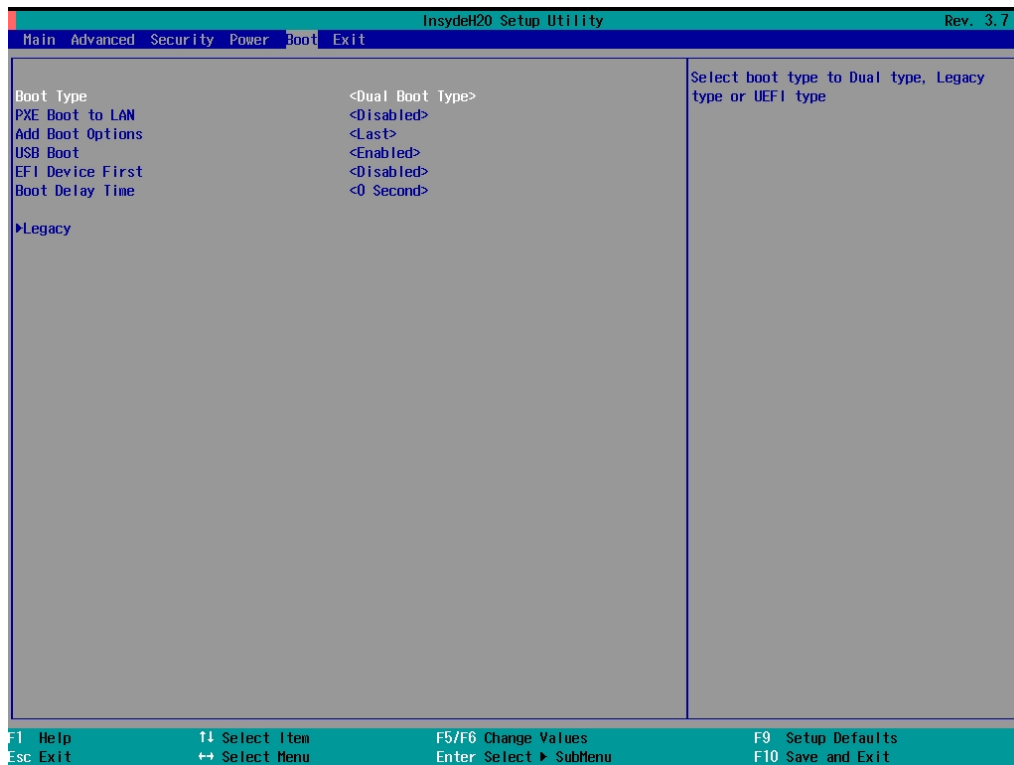 InsydeH20 Setup Utility Rev. 3.7
Main Advanced Security Power Boot Exit
Boot Type <Dual Boot Type>
PXE Boot to LAN <Disabled>
Add Boot Options <Last>
USB Boot <Enabled>
EFI Device First <Disabled>
Boot Delay Time <0 Second>
▶Legacy
Select boot type to Dual type, Legacy
type or UEFI type
F1 Help ↑↓ Select Item F5/F6 Change Values F9 Setup Defaults
Esc Exit ↔ Select Menu Enter Select ▶ SubMenu F10 Save and Exit